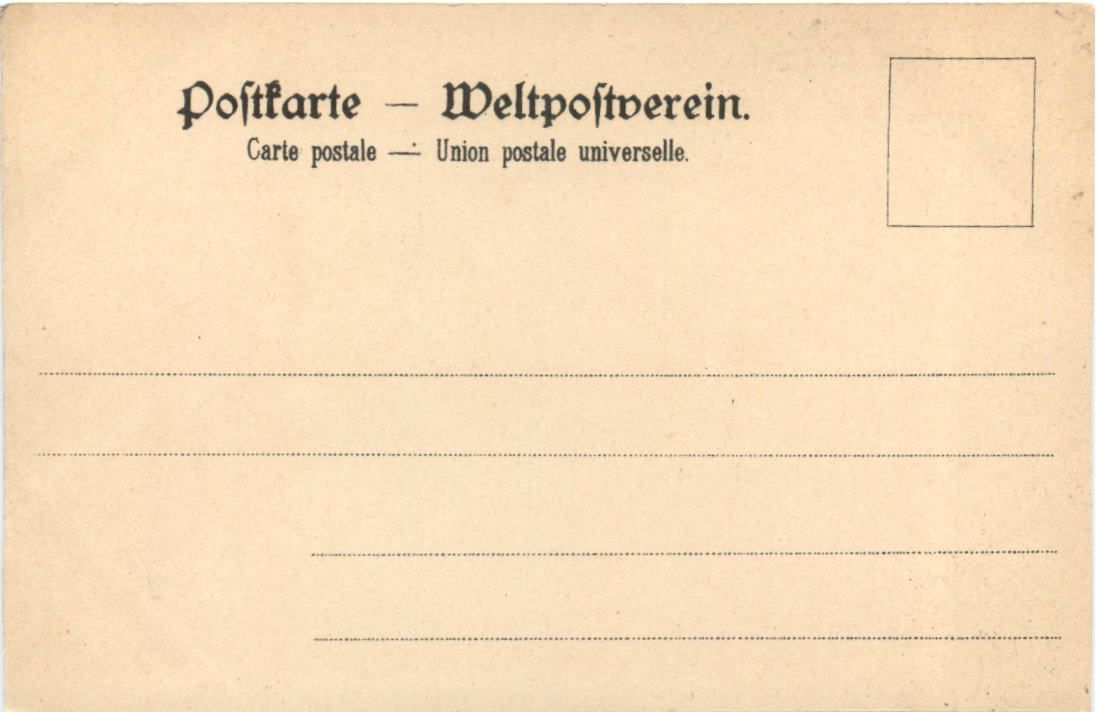 Poſtkarte — Weltpoſtverein.
Carte postale — Union postale universelle.